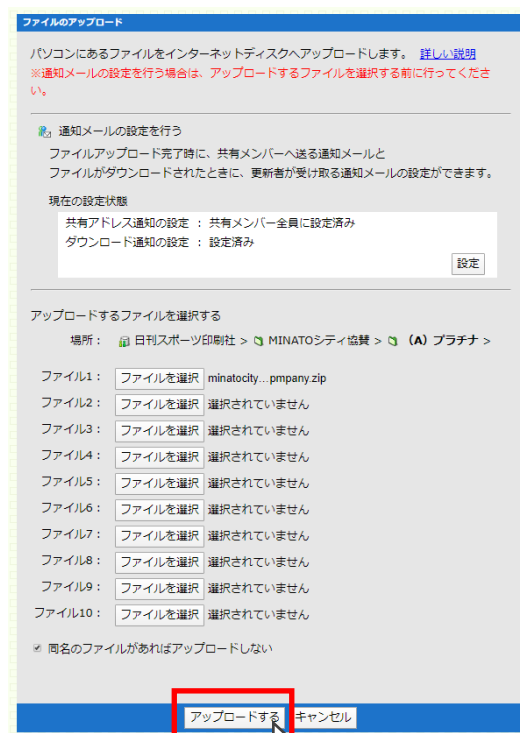 ファイルのアップロード
パソコンにあるファイルをインターネットディスクへアップロードします。 詳しい説明
※通知メールの設定を行う場合は、アップロードするファイルを選択する前に行ってくださ
い。
通知メールの設定を行う
ファイルアップロード完了時に、共有メンバーへ送る通知メールと
ファイルがダウンロードされたときに、更新者が受け取る通知メールの設定ができます。
現在の設定状態
共有アドレス通知の設定 : 共有メンバー全員に設定済み
ダウンロード通知の設定 : 設定済み
設定
アップロードするファイルを選択する
場所: 日刊スポーツ印刷社 > MINATOシティ協賛 > (A) プラチナ >
ファイル1: ファイルを選択 minatocity…pmpany.zip
ファイル2: ファイルを選択 選択されていません
ファイル3: ファイルを選択 選択されていません
ファイル4: ファイルを選択 選択されていません
ファイル5: ファイルを選択 選択されていません
ファイル6: ファイルを選択 選択されていません
ファイル7: ファイルを選択 選択されていません
ファイル8: ファイルを選択 選択されていません
ファイル9: ファイルを選択 選択されていません
ファイル10: ファイルを選択 選択されていません
同名のファイルがあればアップロードしない
アップロードする キャンセル